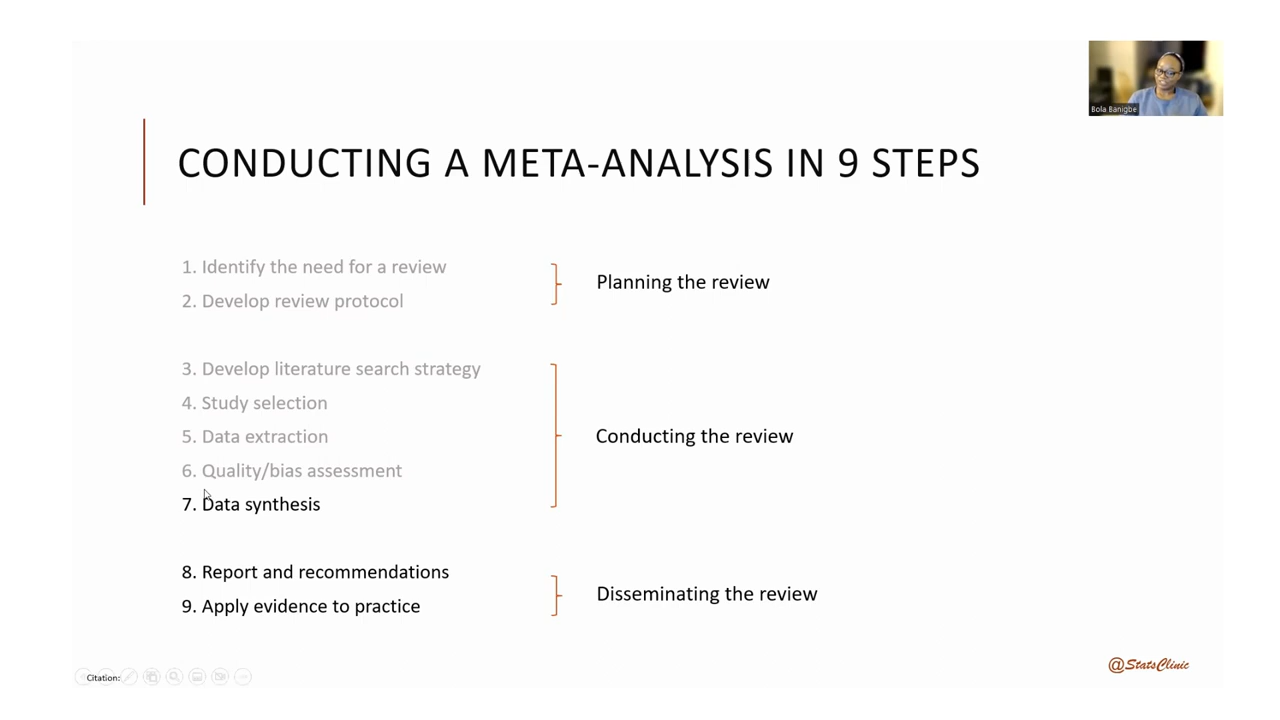 Bola Banigbe
CONDUCTING A META-ANALYSIS IN 9 STEPS
1. Identify the need for a review
2. Develop review protocol
Planning the review
3. Develop literature search strategy
4. Study selection
5. Data extraction
6. Quality/bias assessment
7. Data synthesis
Conducting the review
8. Report and recommendations
9. Apply evidence to practice
Disseminating the review
@StatsClinic
Citation: